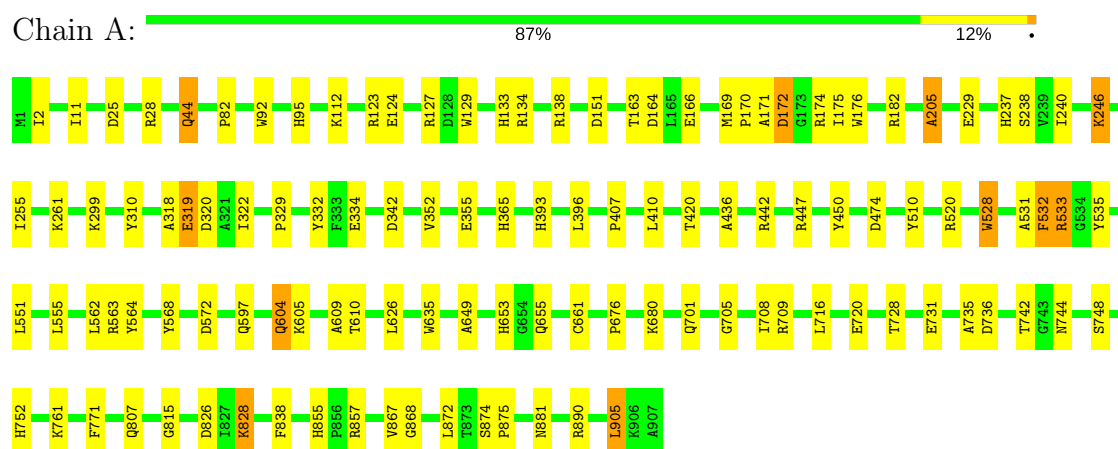 Chain A:
87% 12% •
M1 I2 I11 D25 R28 Q44 P82 W92 H95 K112 R123 E124 R127 D128 W129 H133 R134 R138 D151 T163 D164 L165 E166 M169 P170 A171 D172 G173 R174 I175 W176 R182 A205 E229 H237 S238 V239 I240 K246
I255 K261 K299 Y310 A318 E319 D320 A321 I322 P329 Y332 F333 E334 D342 V352 E355 H365 H393 L396 P407 L410 T420 A436 R442 R447 Y450 D474 Y510 R520 W528 A531 F532 R533 G534 Y535
L551 L555 L562 R563 Y564 Y568 D572 Q597 Q604 K605 A609 T610 L626 W635 A649 H653 G654 Q655 C661 P676 K680 Q701 G705 I708 R709 L716 E720 T728 E731 A735 D736 T742 G743 N744 S748
H752 K761 F771 Q807 G815 D826 I827 K828 F838 H855 P856 R857 V867 G868 L872 T873 S874 P875 N881 R890 L905 K906 A907